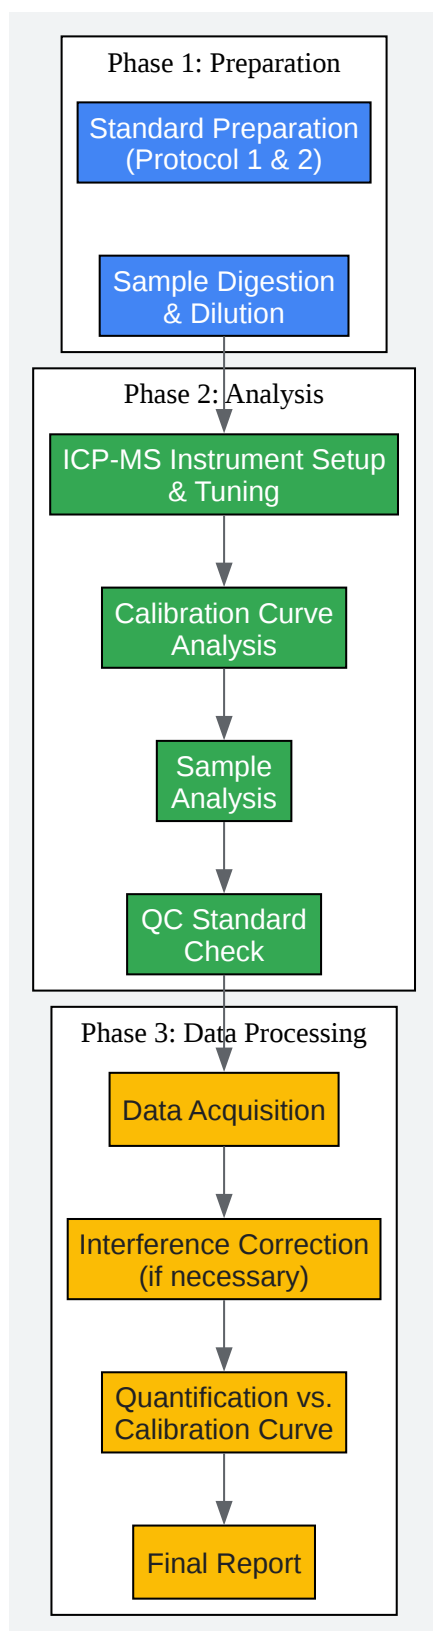 Phase 1: Preparation
Standard Preparation
(Protocol 1 & 2)
Sample Digestion
& Dilution
Phase 2: Analysis
ICP-MS Instrument Setup
& Tuning
Calibration Curve
Analysis
Sample
Analysis
QC Standard
Check
Phase 3: Data Processing
Data Acquisition
Interference Correction
(if necessary)
Quantification vs.
Calibration Curve
Final Report